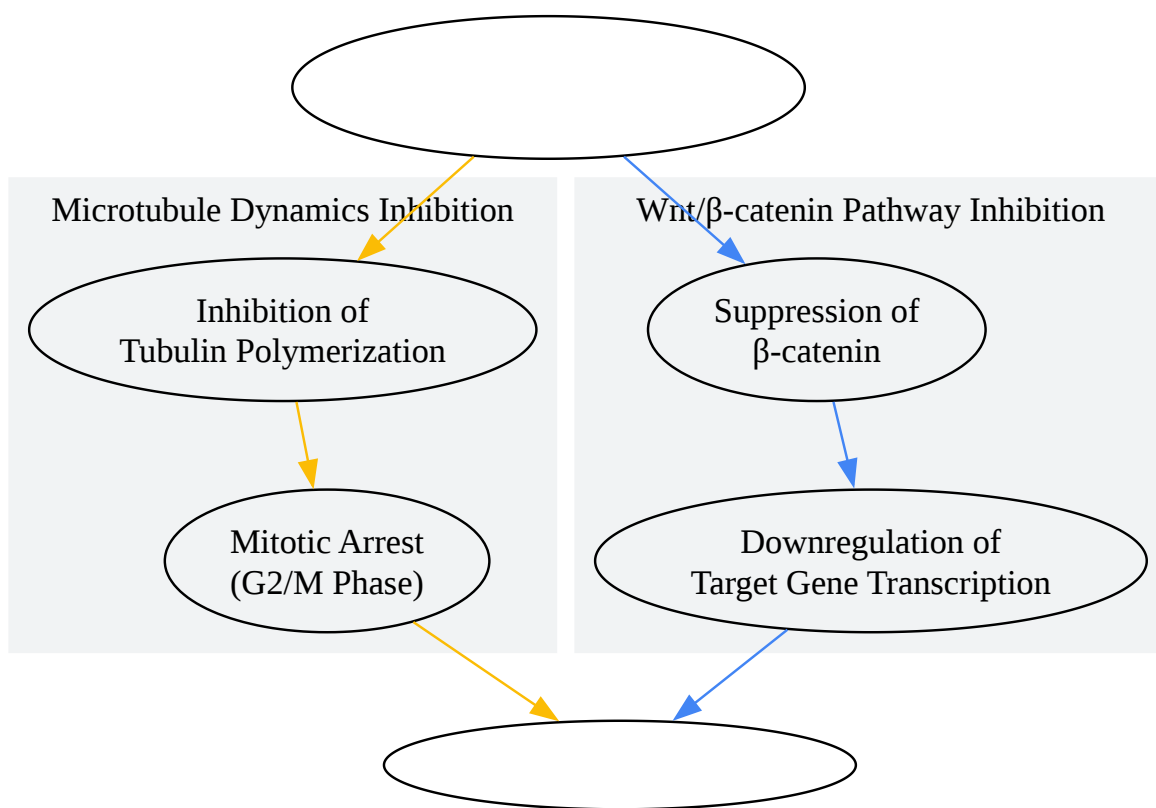 Microtubule Dynamics Inhibition
Wnt/β-catenin Pathway Inhibition
Inhibition of
Tubulin Polymerization
Suppression of
β-catenin
Mitotic Arrest
(G2/M Phase)
Downregulation of
Target Gene Transcription